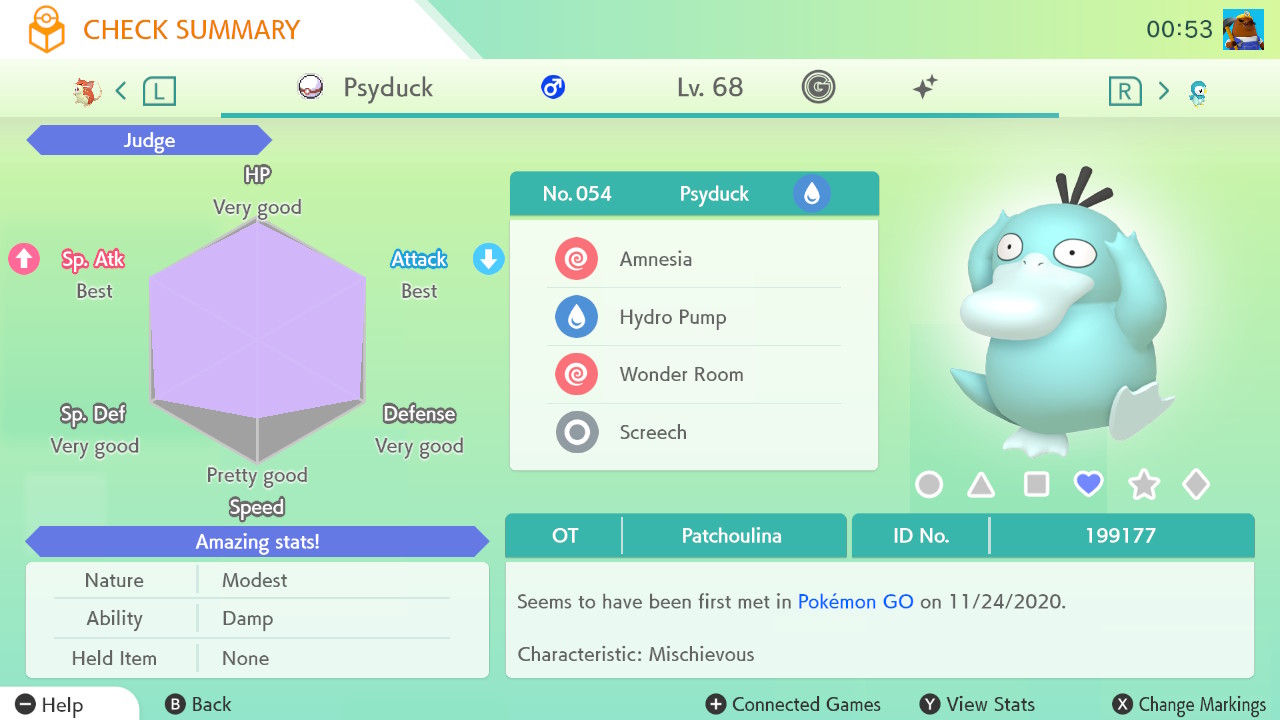 CHECK SUMMARY
00:53
L
Psyduck
Lv. 68
G
R
Judge
HP
Very good
Sp. Atk
Best
Attack
Best
Sp. Def
Very good
Defense
Very good
Pretty good
Speed
Amazing stats!
Nature Modest
Ability Damp
Held Item None
No. 054 Psyduck
Amnesia
Hydro Pump
Wonder Room
Screech
OT Patchoulina
ID No. 199177
Seems to have been first met in Pokémon GO on 11/24/2020.
Characteristic: Mischievous
Help
B Back
Connected Games
Y View Stats
X Change Markings